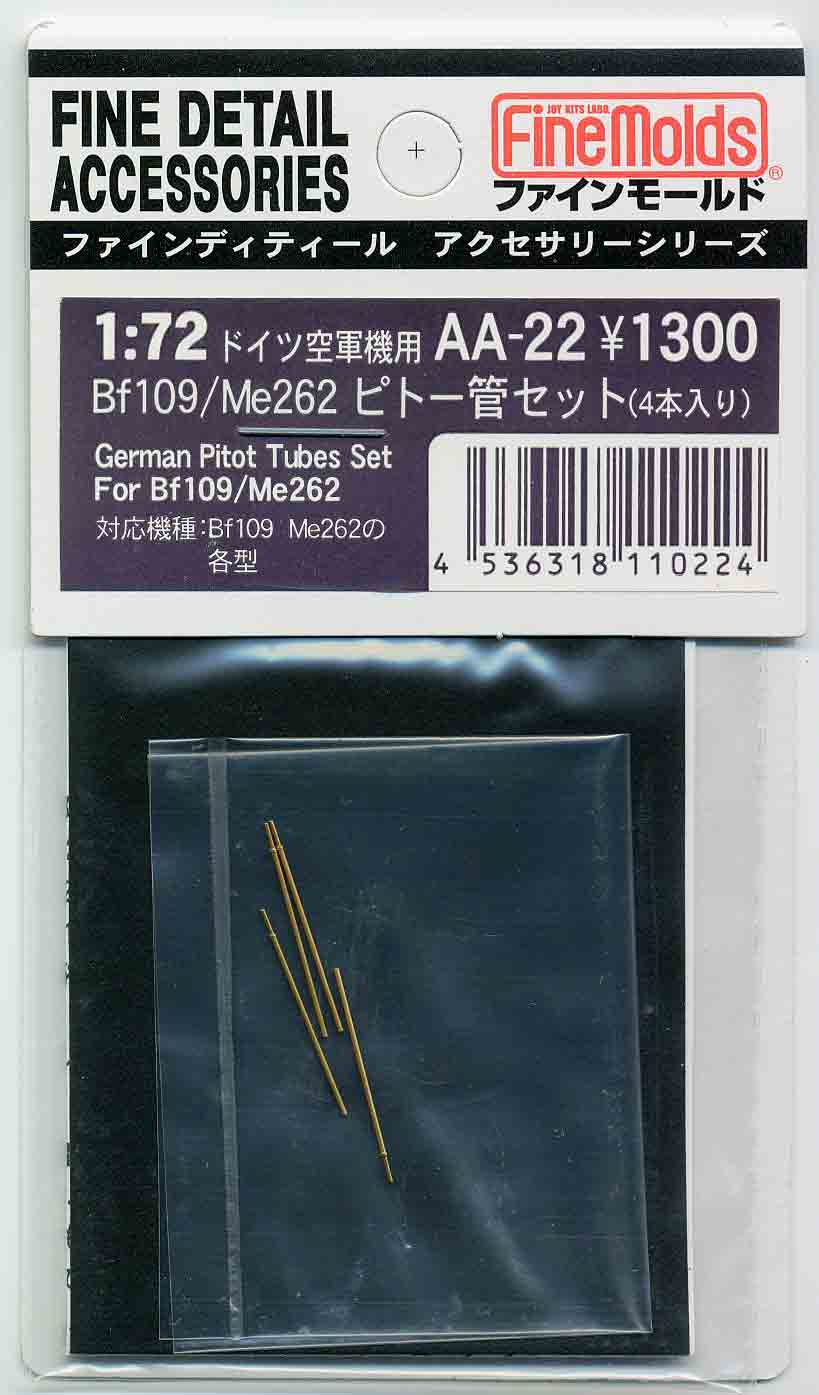 FINE DETAIL
ACCESSORIES
JOY KITS LABO.
FineMolds®
ファインモールド
ファインディティール アクセサリーシリーズ
1:72 ドイツ空軍機用 AA-22 ¥1300
Bf109/Me262 ピトー管セット(4本入り)
German Pitot Tubes Set
For Bf109/Me262
対応機種:Bf109 Me262の
各型
4 536318 110224